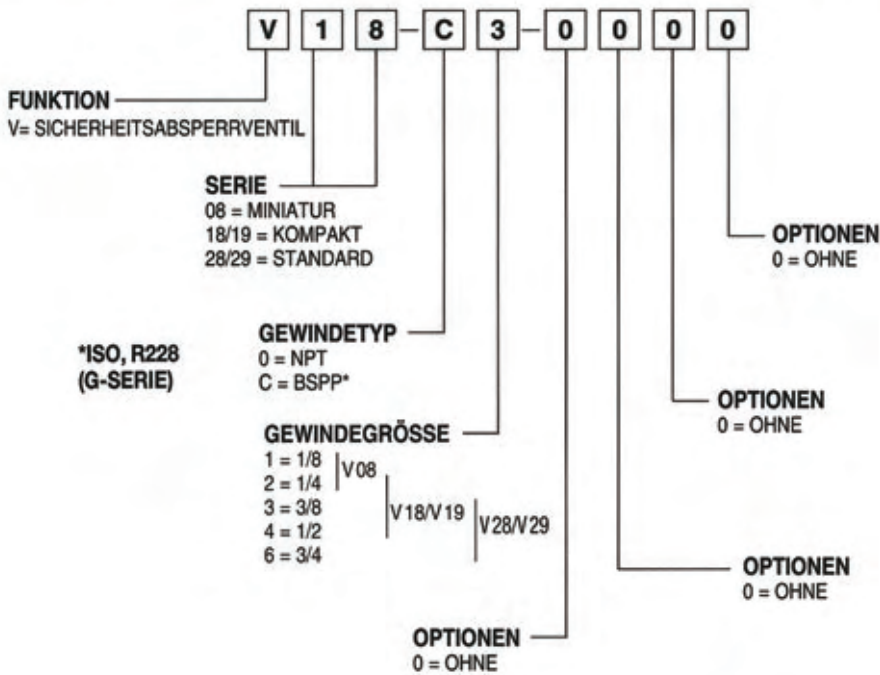 V 1 8 - C 3 - 0 0 0 0
FUNKTION
V= SICHERHEITSABSPERRVENTIL
SERIE
08 = MINIATUR
18/19 = KOMPAKT
28/29 = STANDARD
OPTIONEN
0 = OHNE
*ISO, R228
(G-SERIE)
GEWINDETYP
0 = NPT
C = BSPP*
OPTIONEN
0 = OHNE
GEWINDEGRÖSSE
1 = 1/8
2 = 1/4
3 = 3/8
4 = 1/2
6 = 3/4
V08
V18/V19
V28/V29
OPTIONEN
0 = OHNE
OPTIONEN
0 = OHNE